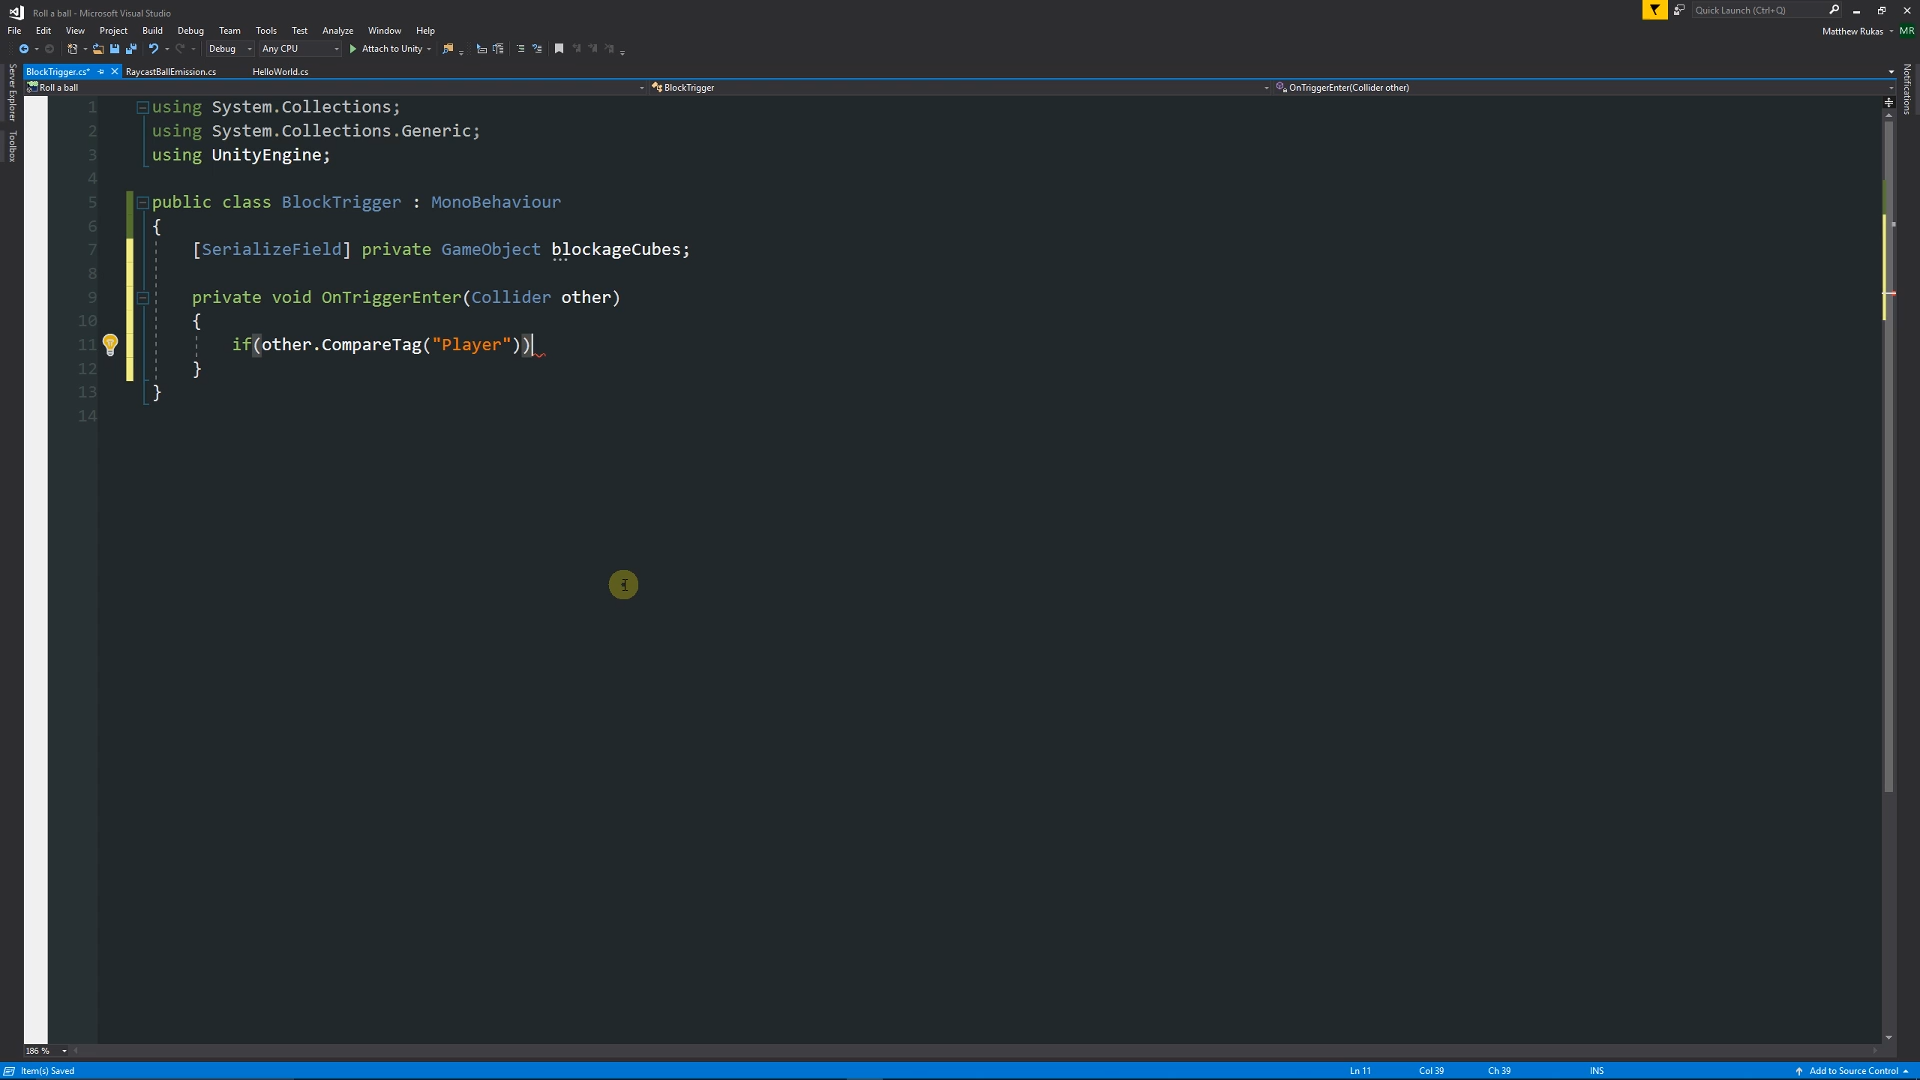 Roll a ball - Microsoft Visual Studio
Quick Launch (Ctrl+Q)
File Edit View Project Build Debug Team Tools Test Analyze Window Help
Matthew Rukas MR
Debug Any CPU Attach to Unity
BlockTrigger.cs* RaycastBallEmission.cs HelloWorld.cs
Roll a ball BlockTrigger OnTriggerEnter(Collider other)
Server Explorer
Toolbox
Notifications
1 using System.Collections;
2 using System.Collections.Generic;
3 using UnityEngine;
4
5 public class BlockTrigger : MonoBehaviour
6 {
7 [SerializeField] private GameObject blockageCubes;
8
9 private void OnTriggerEnter(Collider other)
10 {
11 if(other.CompareTag("Player"))
12 }
13 }
14
186 %
Item(s) Saved Ln 11 Col 39 Ch 39 INS Add to Source Control